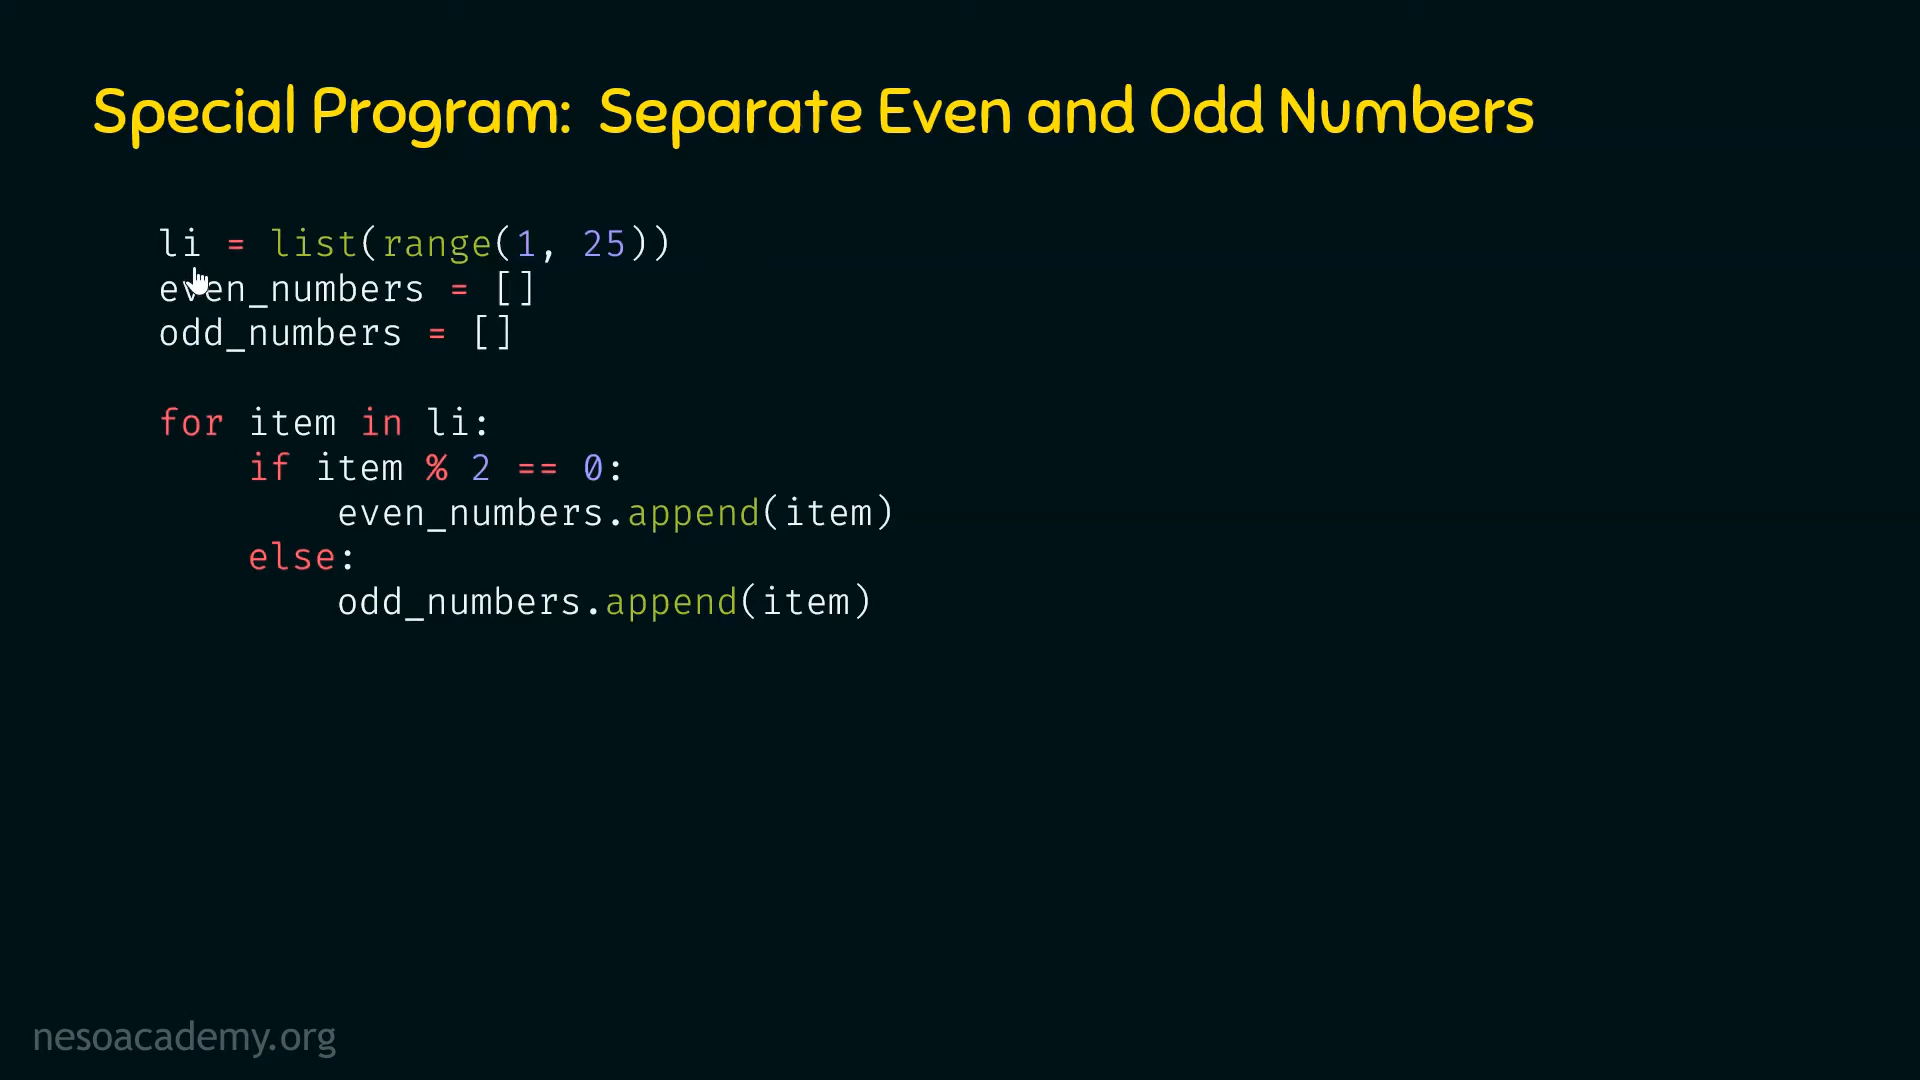 Special Program: Separate Even and Odd Numbers
li = list(range(1, 25))
even_numbers = []
odd_numbers = []
for item in li:
    if item % 2 == 0:
        even_numbers.append(item)
    else:
        odd_numbers.append(item)
nesoacademy.org